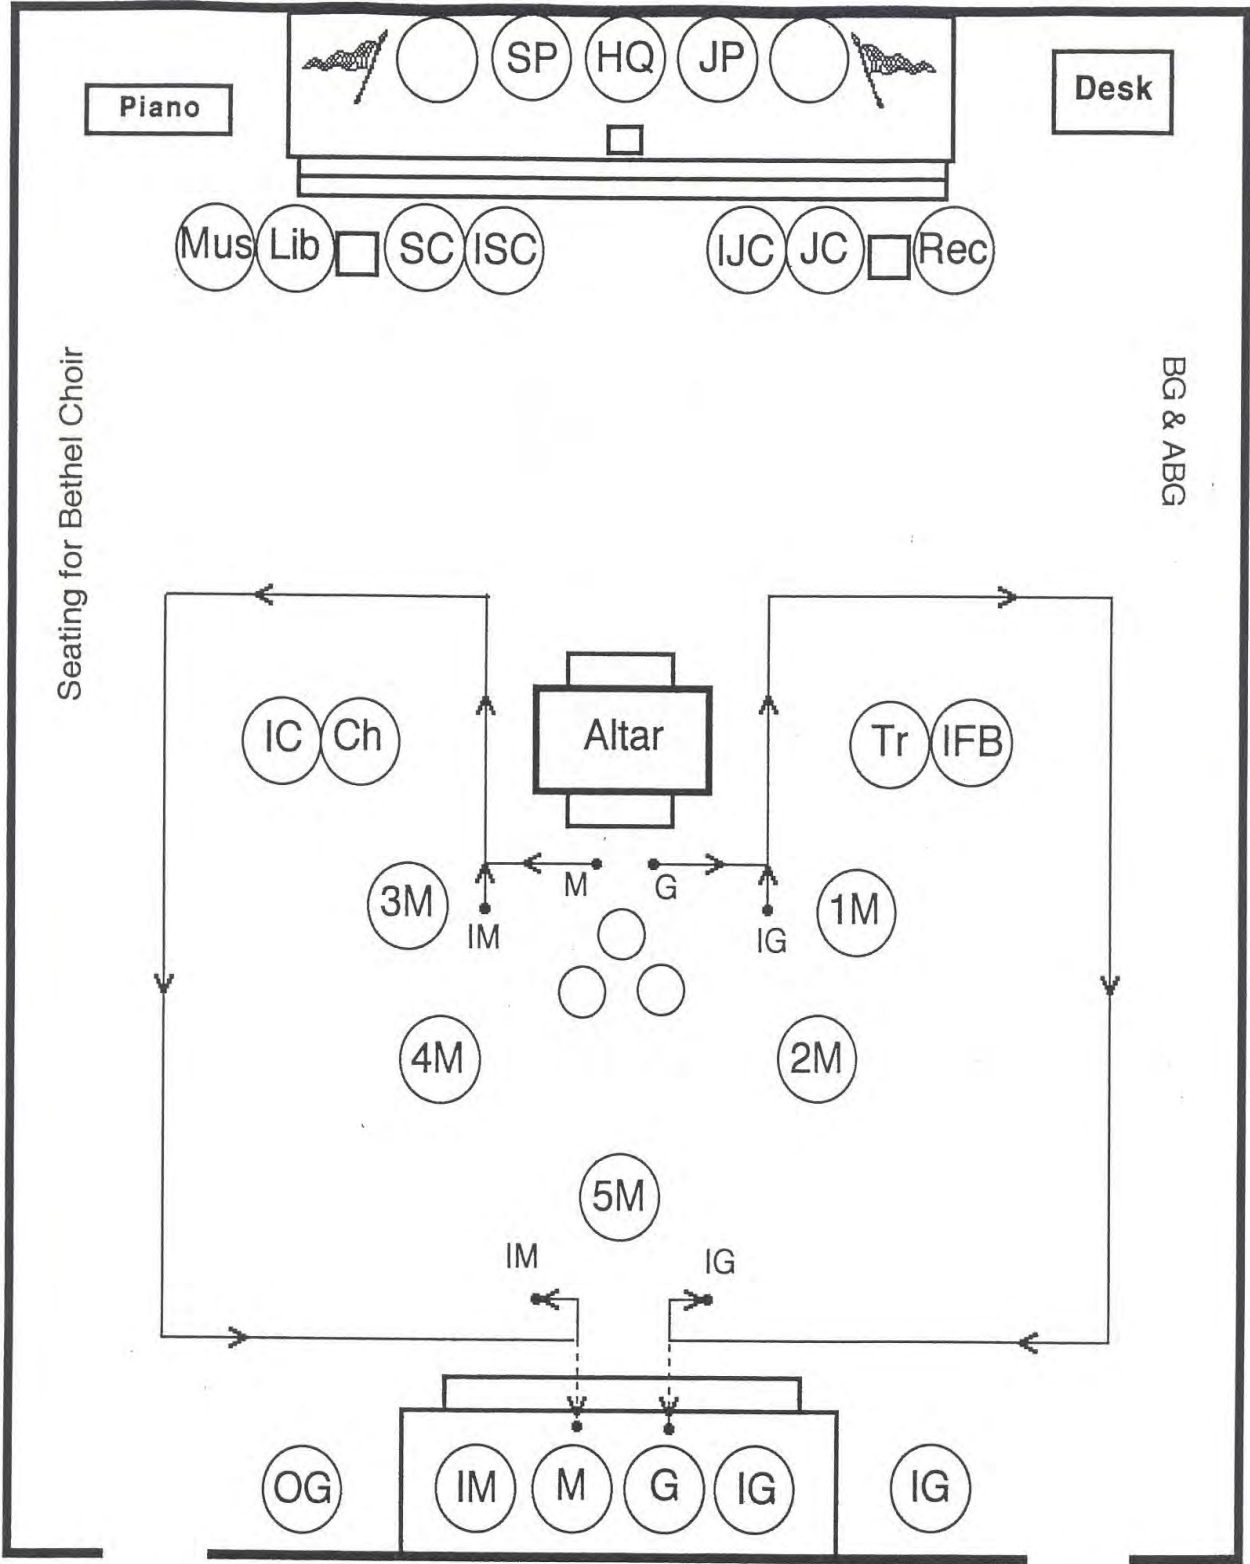 SP
HQ
JP
Piano
Desk
Mus
Lib
SC
ISC
IJC
JC
Rec
Seating for Bethel Choir
BG & ABG
IC
Ch
Altar
Tr
IFB
3M
IM
M
G
IG
1M
4M
2M
5M
IM
IG
OG
IM
M
G
IG
IG